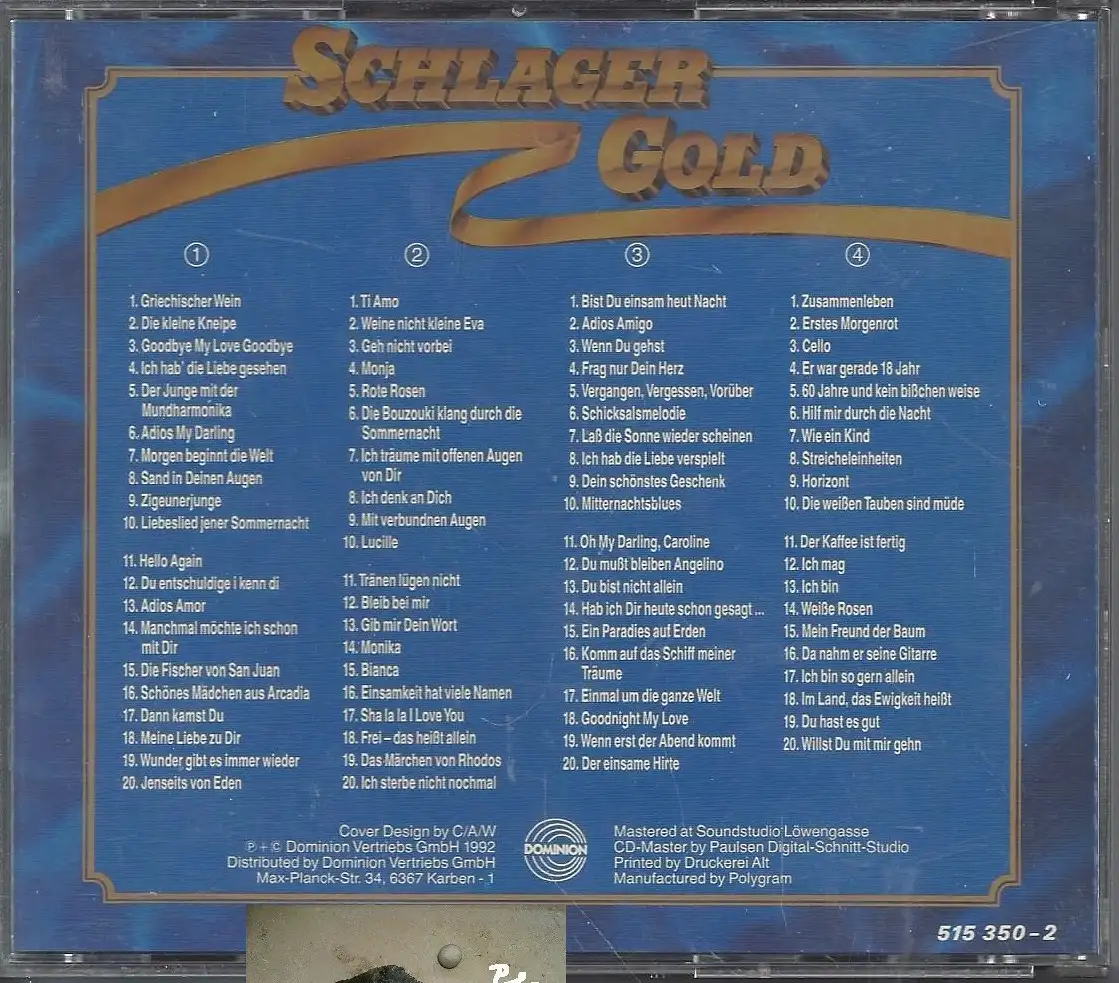 SCHLAGER
GOLD
1
1. Griechischer Wein
2. Die kleine Kneipe
3. Goodbye My Love Goodbye
4. Ich hab' die Liebe gesehen
5. Der Junge mit der
Mundharmonika
6. Adios My Darling
7. Morgen beginnt die Welt
8. Sand in Deinen Augen
9. Zigeunerjunge
10. Liebeslied jener Sommernacht
11. Hello Again
12. Du entschuldige i kenn di
13. Adios Amor
14. Manchmal möchte ich schon
mit Dir
15. Die Fischer von San Juan
16. Schönes Mädchen aus Arcadia
17. Dann kamst Du
18. Meine Liebe zu Dir
19. Wunder gibt es immer wieder
20. Jenseits von Eden
2
1. Ti Amo
2. Weine nicht kleine Eva
3. Geh nicht vorbei
4. Monja
5. Rote Rosen
6. Die Bouzouki klang durch die
Sommernacht
7. Ich träume mit offenen Augen
von Dir
8. Ich denk an Dich
9. Mit verbundnen Augen
10. Lucille
11. Tränen lügen nicht
12. Bleib bei mir
13. Gib mir Dein Wort
14. Monika
15. Bianca
16. Einsamkeit hat viele Namen
17. Sha la la I Love You
18. Frei – das heißt allein
19. Das Märchen von Rhodos
20. Ich sterbe nicht nochmal
3
1. Bist Du einsam heut Nacht
2. Adios Amigo
3. Wenn Du gehst
4. Frag nur Dein Herz
5. Vergangen, Vergessen, Vorüber
6. Schicksalsmelodie
7. Laß die Sonne wieder scheinen
8. Ich hab die Liebe verspielt
9. Dein schönstes Geschenk
10. Mitternachtsblues
11. Oh My Darling, Caroline
12. Du mußt bleiben Angelino
13. Du bist nicht allein
14. Hab ich Dir heute schon gesagt ...
15. Ein Paradies auf Erden
16. Komm auf das Schiff meiner
Träume
17. Einmal um die ganze Welt
18. Goodnight My Love
19. Wenn erst der Abend kommt
20. Der einsame Hirte
4
1. Zusammenleben
2. Erstes Morgenrot
3. Cello
4. Er war gerade 18 Jahr
5. 60 Jahre und kein bißchen weise
6. Hilf mir durch die Nacht
7. Wie ein Kind
8. Streicheleinheiten
9. Horizont
10. Die weißen Tauben sind müde
11. Der Kaffee ist fertig
12. Ich mag
13. Ich bin
14. Weiße Rosen
15. Mein Freund der Baum
16. Da nahm er seine Gitarre
17. Ich bin so gern allein
18. Im Land, das Ewigkeit heißt
19. Du hast es gut
20. Willst Du mit mir gehn
Cover Design by C/A/W
℗ + © Dominion Vertriebs GmbH 1992
Distributed by Dominion Vertriebs GmbH
Max-Planck-Str. 34, 6367 Karben - 1
DOMINION
Mastered at Soundstudio Löwengasse
CD-Master by Paulsen Digital-Schnitt-Studio
Printed by Druckerei Alt
Manufactured by Polygram
515 350-2